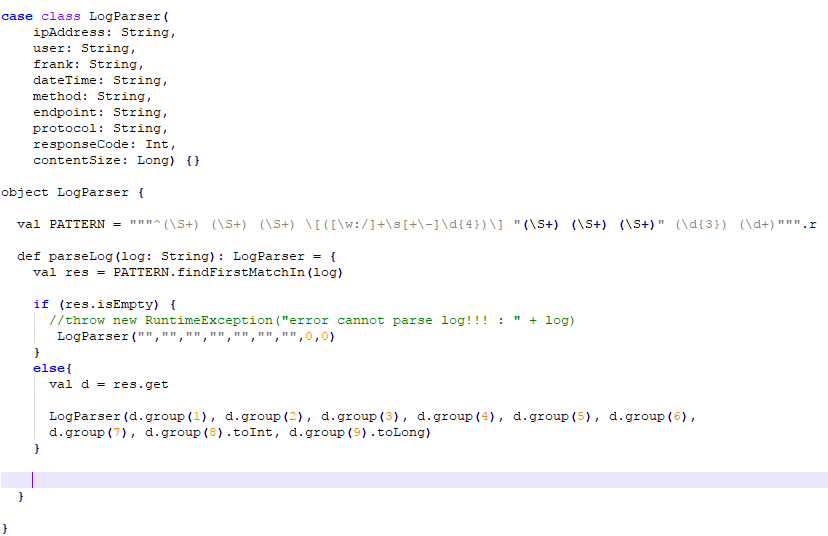 case class LogParser(
    ipAddress: String,
    user: String,
    frank: String,
    dateTime: String,
    method: String,
    endpoint: String,
    protocol: String,
    responseCode: Int,
    contentSize: Long) {}
object LogParser {
  val PATTERN = """^(\S+) (\S+) (\S+) \[([\w:/]+\s[+\-]\d{4})\] "(\S+) (\S+) (\S+)" (\d{3}) (\d+)""".r
  def parseLog(log: String): LogParser = {
    val res = PATTERN.findFirstMatchIn(log)
    if (res.isEmpty) {
      //throw new RuntimeException("error cannot parse log!!! : " + log)
       LogParser("","","","","","","",0,0)
    }
    else{
      val d = res.get
      LogParser(d.group(1), d.group(2), d.group(3), d.group(4), d.group(5), d.group(6),
      d.group(7), d.group(8).toInt, d.group(9).toLong)
    }
  }
}